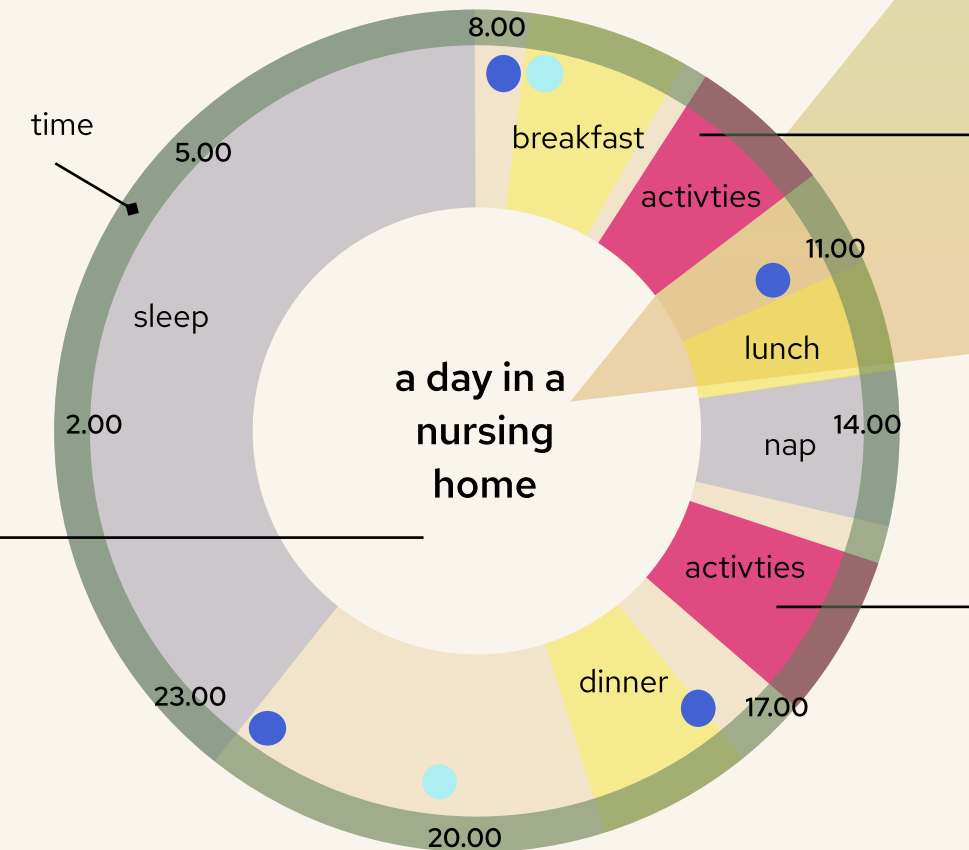 8.00
time
breakfast
5.00
activties
11.00
sleep
lunch
a day in a
nursing
home
2.00
14.00
nap
activties
dinner
23.00
17.00
20.00